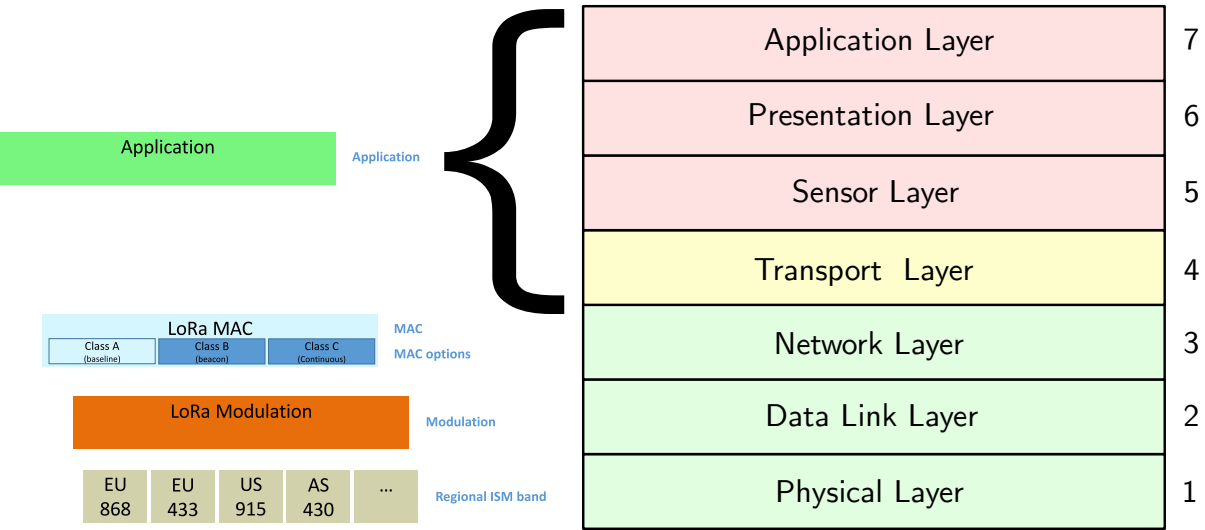 Application Layer 7
Presentation Layer 6
Application
Application
Sensor Layer 5
Transport Layer 4
LoRa MAC
MAC
Class A
(baseline)
Class B
(beacon)
Class C
(Continuous)
MAC options
Network Layer 3
LoRa Modulation
Modulation
Data Link Layer 2
EU
868
EU
433
US
915
AS
430
...
Regional ISM band
Physical Layer 1